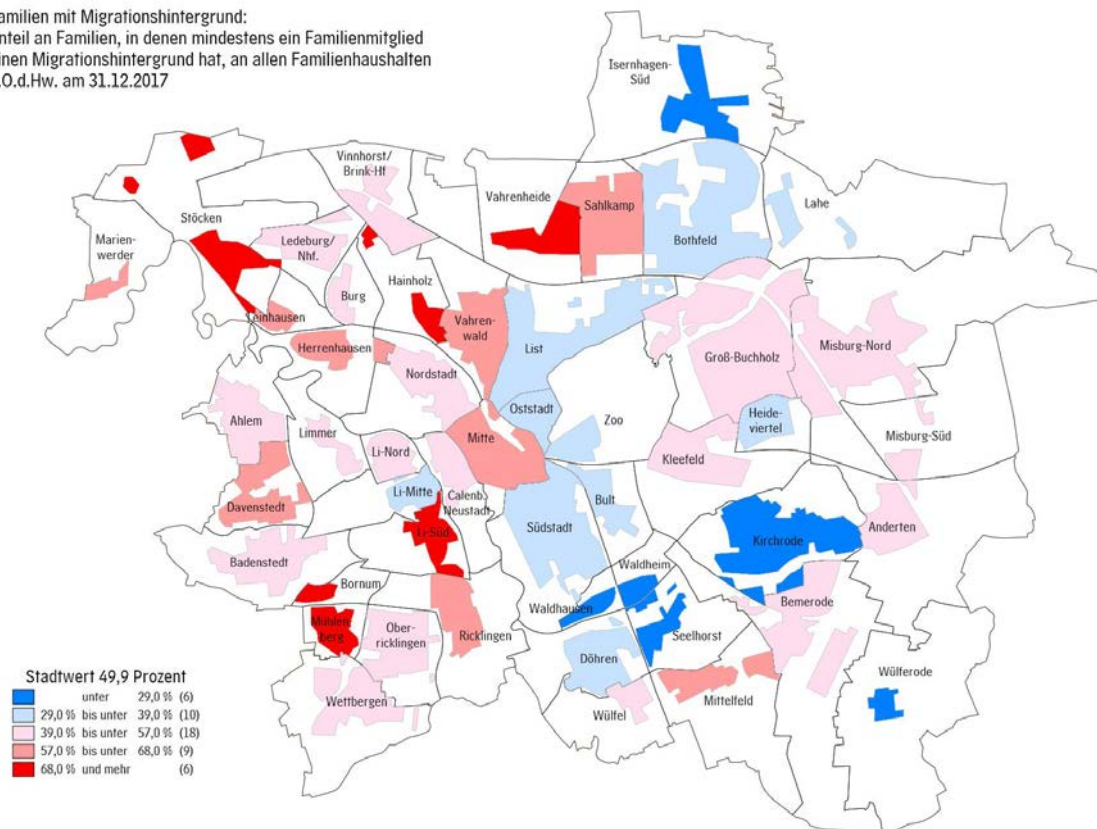 amilien mit Migrationshintergrund:
nteil an Familien, in denen mindestens ein Familienmitglied
inen Migrationshintergrund hat, an allen Familienhaushalten
.O.d.Hw. am 31.12.2017
Isernhagen-
Süd
Vinnhorst/
Brink-Hf
Vahrenheide
Sahlkamp
Bothfeld
Lahe
Stöcken
Marien-
werder
Ledeburg/
Nhf.
Hainholz
Burg
Leinhausen
Vahren-
wald
Herrenhausen
List
Groß-Buchholz
Misburg-Nord
Nordstadt
Oststadt
Zoo
Heide-
viertel
Misburg-Süd
Ahlem
Limmer
Li-Nord
Mitte
Kleefeld
Li-Mitte
Calenb.
Neustadt
Bult
Davenstedt
Li-Süd
Südstadt
Kirchrode
Anderten
Badenstedt
Bornum
Waldheim
Waldhausen
Bemerode
Mühlen
berg
Ober-
ricklingen
Ricklingen
Seelhorst
Döhren
Wülferode
Mittelfeld
Wettbergen
Wülfel
Stadtwert 49,9 Prozent
unter 29,0 % (6)
29,0 % bis unter 39,0 % (10)
39,0 % bis unter 57,0 % (18)
57,0 % bis unter 68,0 % (9)
68,0 % und mehr (6)